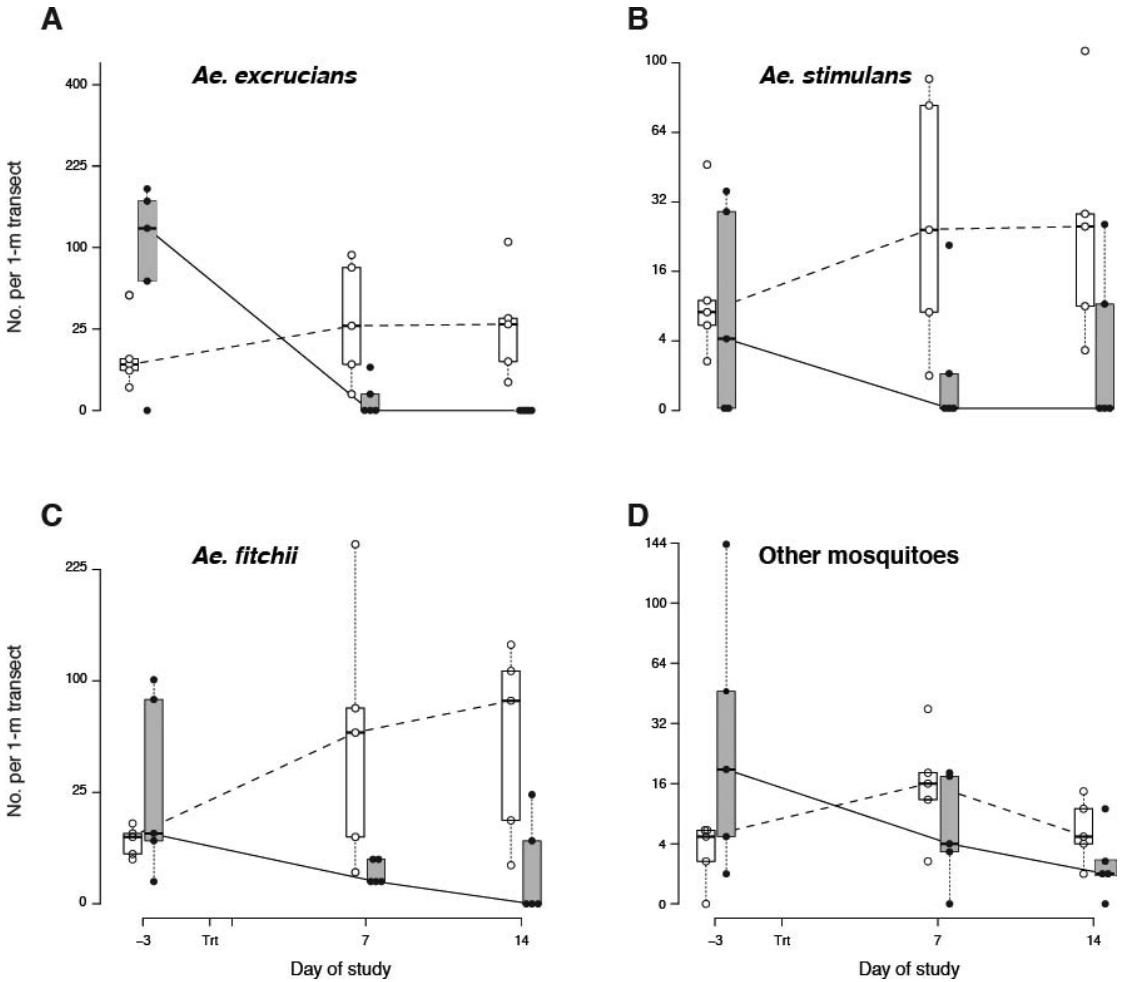 A
Ae. excrucians
No. per 1-m transect
400
225
100
25
0
B
Ae. stimulans
100
64
32
16
4
0
C
Ae. fitchii
No. per 1-m transect
225
100
25
0
–3 Trt 7 14
Day of study
D
Other mosquitoes
144
100
64
32
16
4
0
–3 Trt 7 14
Day of study